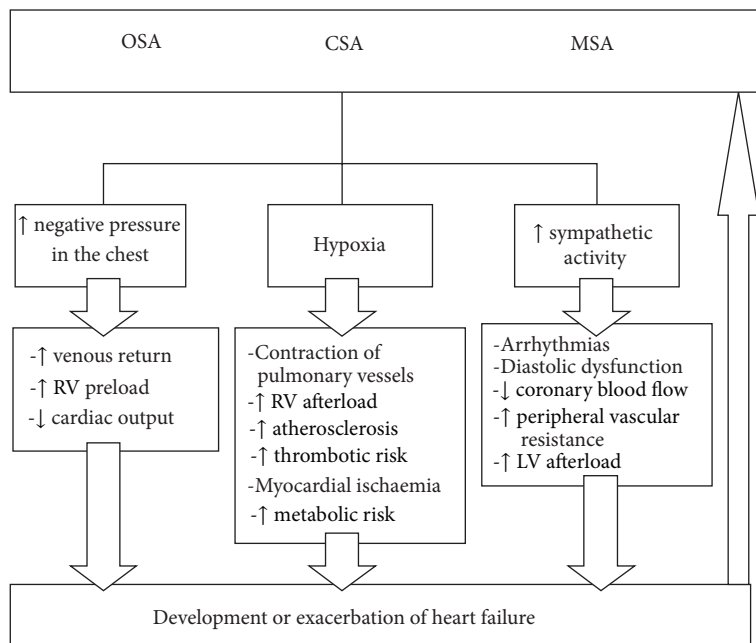 OSA CSA MSA
↑ negative pressure
in the chest
Hypoxia
↑ sympathetic
activity
-↑ venous return
-↑ RV preload
-↓ cardiac output
-Contraction of
pulmonary vessels
-↑ RV afterload
-↑ atherosclerosis
-↑ thrombotic risk
-Myocardial ischaemia
-↑ metabolic risk
-Arrhythmias
-Diastolic dysfunction
-↓ coronary blood flow
-↑ peripheral vascular
resistance
-↑ LV afterload
Development or exacerbation of heart failure